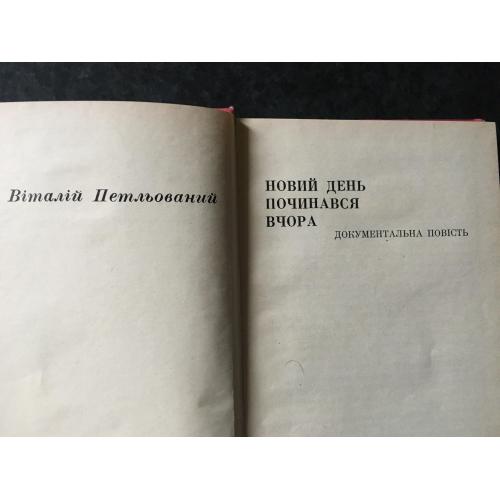 Віталій Петльований
НОВИЙ ДЕНЬ
ПОЧИНАВСЯ
ВЧОРА
ДОКУМЕНТАЛЬНА ПОВІСТЬ